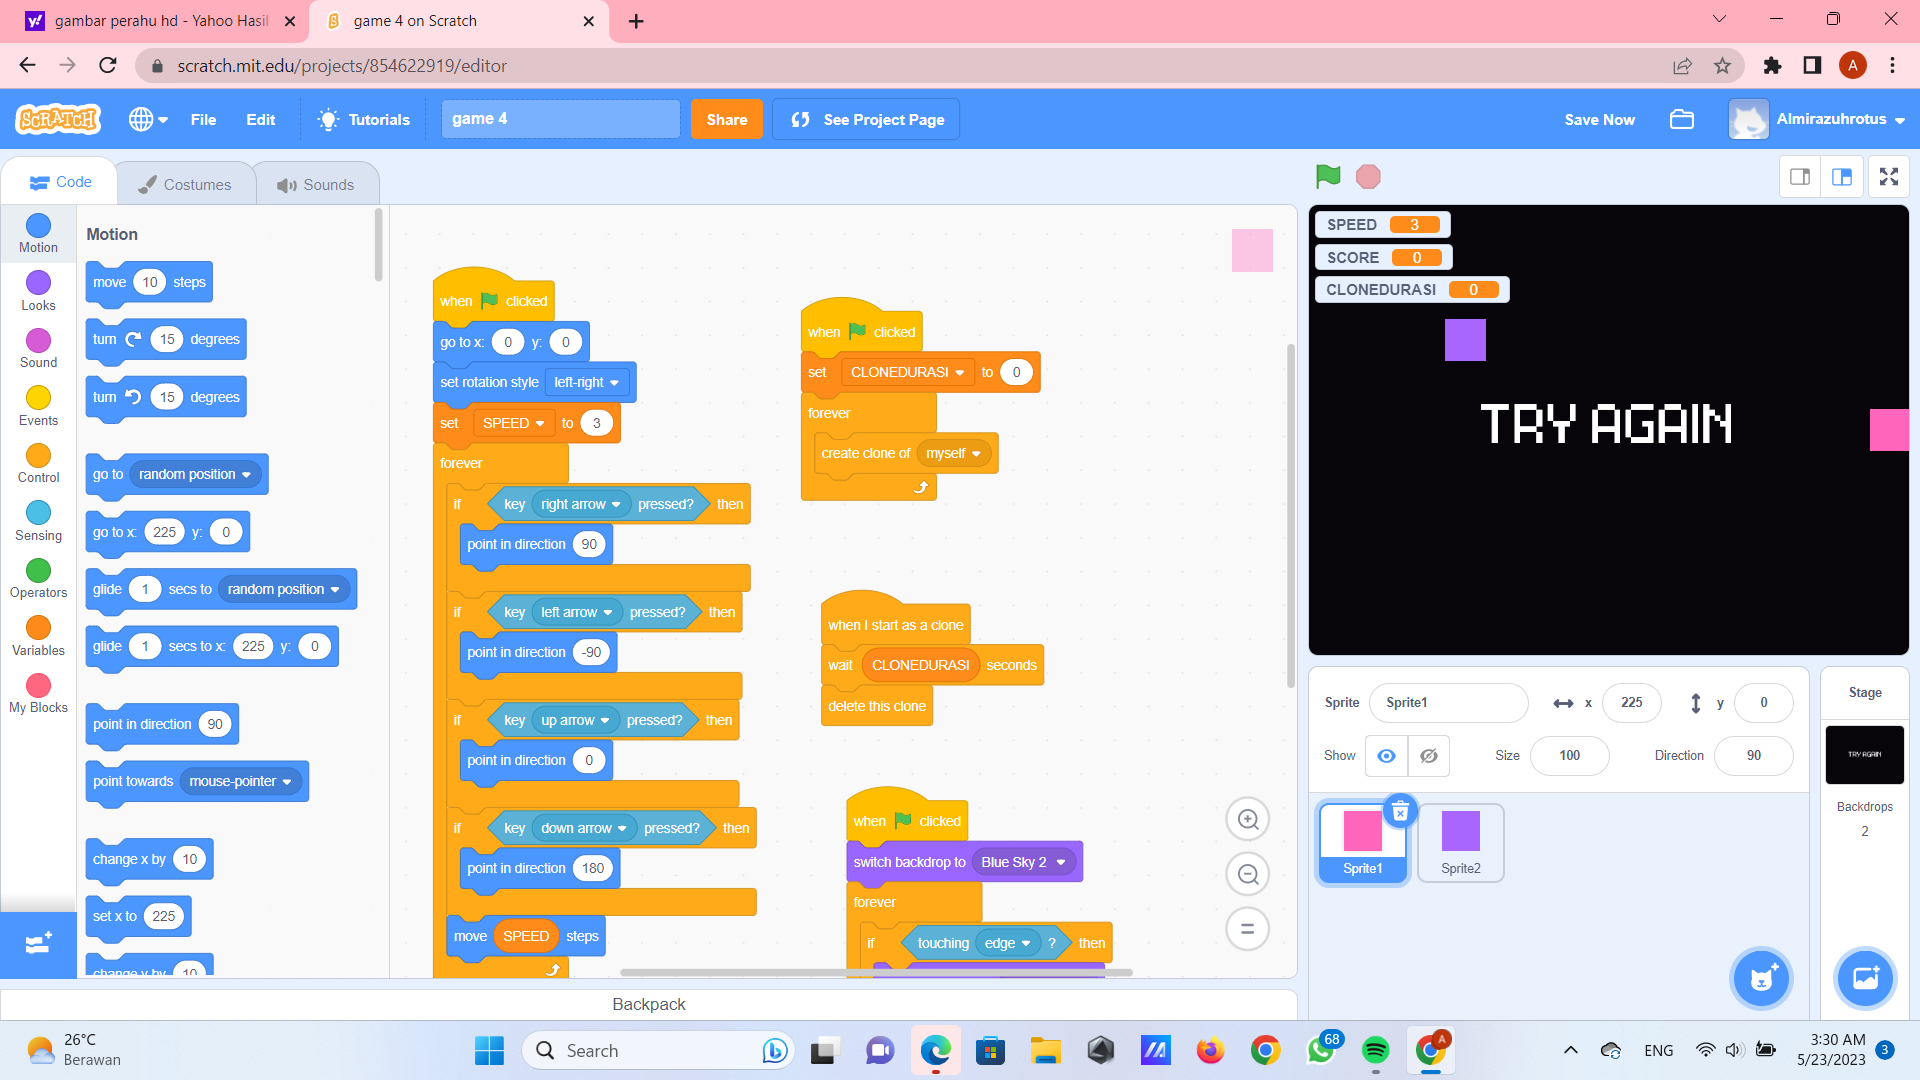 gambar perahu hd - Yahoo Hasil
game 4 on Scratch
scratch.mit.edu/projects/854622919/editor
A
SCRATCH
File
Edit
Tutorials
game 4
Share
See Project Page
Save Now
Almirazuhrotus
Code
Costumes
Sounds
Motion
Looks
Sound
Events
Control
Sensing
Operators
Variables
My Blocks
Motion
move 10 steps
turn 15 degrees
turn 15 degrees
go to random position
go to x: 225 y: 0
glide 1 secs to random position
glide 1 secs to x: 225 y: 0
point in direction 90
point towards mouse-pointer
change x by 10
set x to 225
change y by 10
when clicked
go to x: 0 y: 0
set rotation style left-right
set SPEED to 3
forever
if key right arrow pressed? then
point in direction 90
if key left arrow pressed? then
point in direction -90
if key up arrow pressed? then
point in direction 0
if key down arrow pressed? then
point in direction 180
move SPEED steps
when clicked
set CLONEDURASI to 0
forever
create clone of myself
when I start as a clone
wait CLONEDURASI seconds
delete this clone
when clicked
switch backdrop to Blue Sky 2
forever
if touching edge ? then
Backpack
SPEED 3
SCORE 0
CLONEDURASI 0
TRY AGAIN
Sprite Sprite1 x 225 y 0
Show Size 100 Direction 90
Sprite1
Sprite2
Stage
TRY AGAIN
Backdrops
2
26°C
Berawan
Search
68
A
ENG
3:30 AM
5/23/2023
3